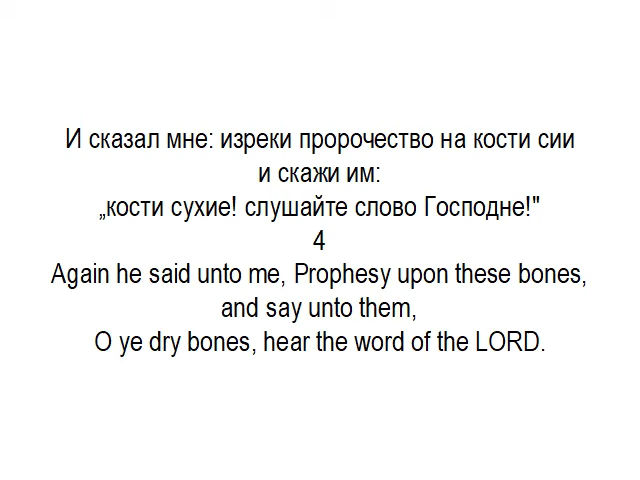 И сказал мне: изреки пророчество на кости сии
и скажи им:
„кости сухие! слушайте слово Господне!"
4
Again he said unto me, Prophesy upon these bones,
and say unto them,
O ye dry bones, hear the word of the LORD.